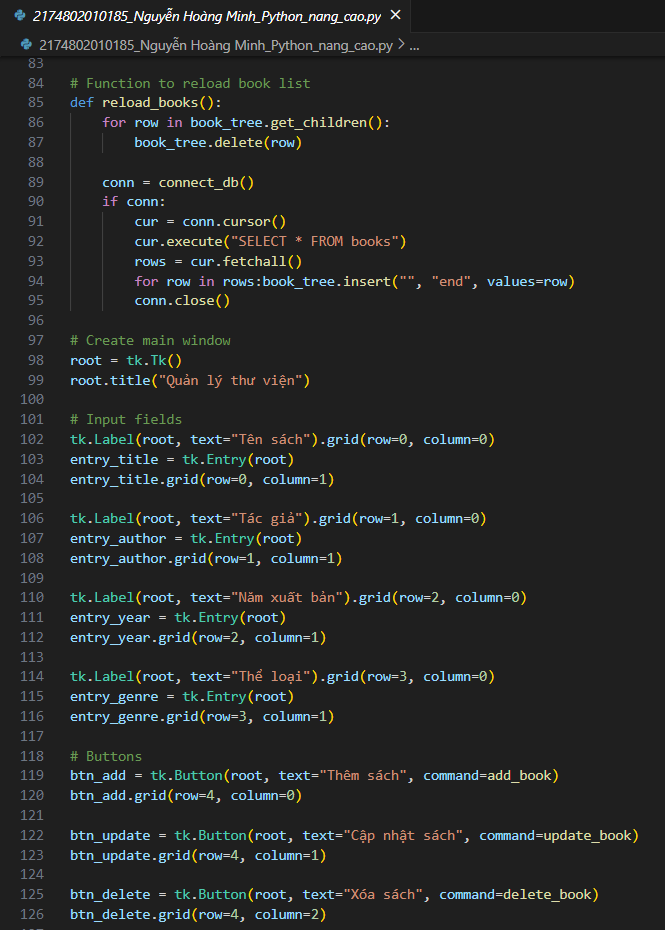 2174802010185_Nguyễn Hoàng Minh_Python_nang_cao.py ×
2174802010185_Nguyễn Hoàng Minh_Python_nang_cao.py > ...
83
84 # Function to reload book list
85 def reload_books():
86     for row in book_tree.get_children():
87         book_tree.delete(row)
88
89     conn = connect_db()
90     if conn:
91         cur = conn.cursor()
92         cur.execute("SELECT * FROM books")
93         rows = cur.fetchall()
94         for row in rows:book_tree.insert("", "end", values=row)
95         conn.close()
96
97 # Create main window
98 root = tk.Tk()
99 root.title("Quản lý thư viện")
100
101 # Input fields
102 tk.Label(root, text="Tên sách").grid(row=0, column=0)
103 entry_title = tk.Entry(root)
104 entry_title.grid(row=0, column=1)
105
106 tk.Label(root, text="Tác giả").grid(row=1, column=0)
107 entry_author = tk.Entry(root)
108 entry_author.grid(row=1, column=1)
109
110 tk.Label(root, text="Năm xuất bản").grid(row=2, column=0)
111 entry_year = tk.Entry(root)
112 entry_year.grid(row=2, column=1)
113
114 tk.Label(root, text="Thể loại").grid(row=3, column=0)
115 entry_genre = tk.Entry(root)
116 entry_genre.grid(row=3, column=1)
117
118 # Buttons
119 btn_add = tk.Button(root, text="Thêm sách", command=add_book)
120 btn_add.grid(row=4, column=0)
121
122 btn_update = tk.Button(root, text="Cập nhật sách", command=update_book)
123 btn_update.grid(row=4, column=1)
124
125 btn_delete = tk.Button(root, text="Xóa sách", command=delete_book)
126 btn_delete.grid(row=4, column=2)